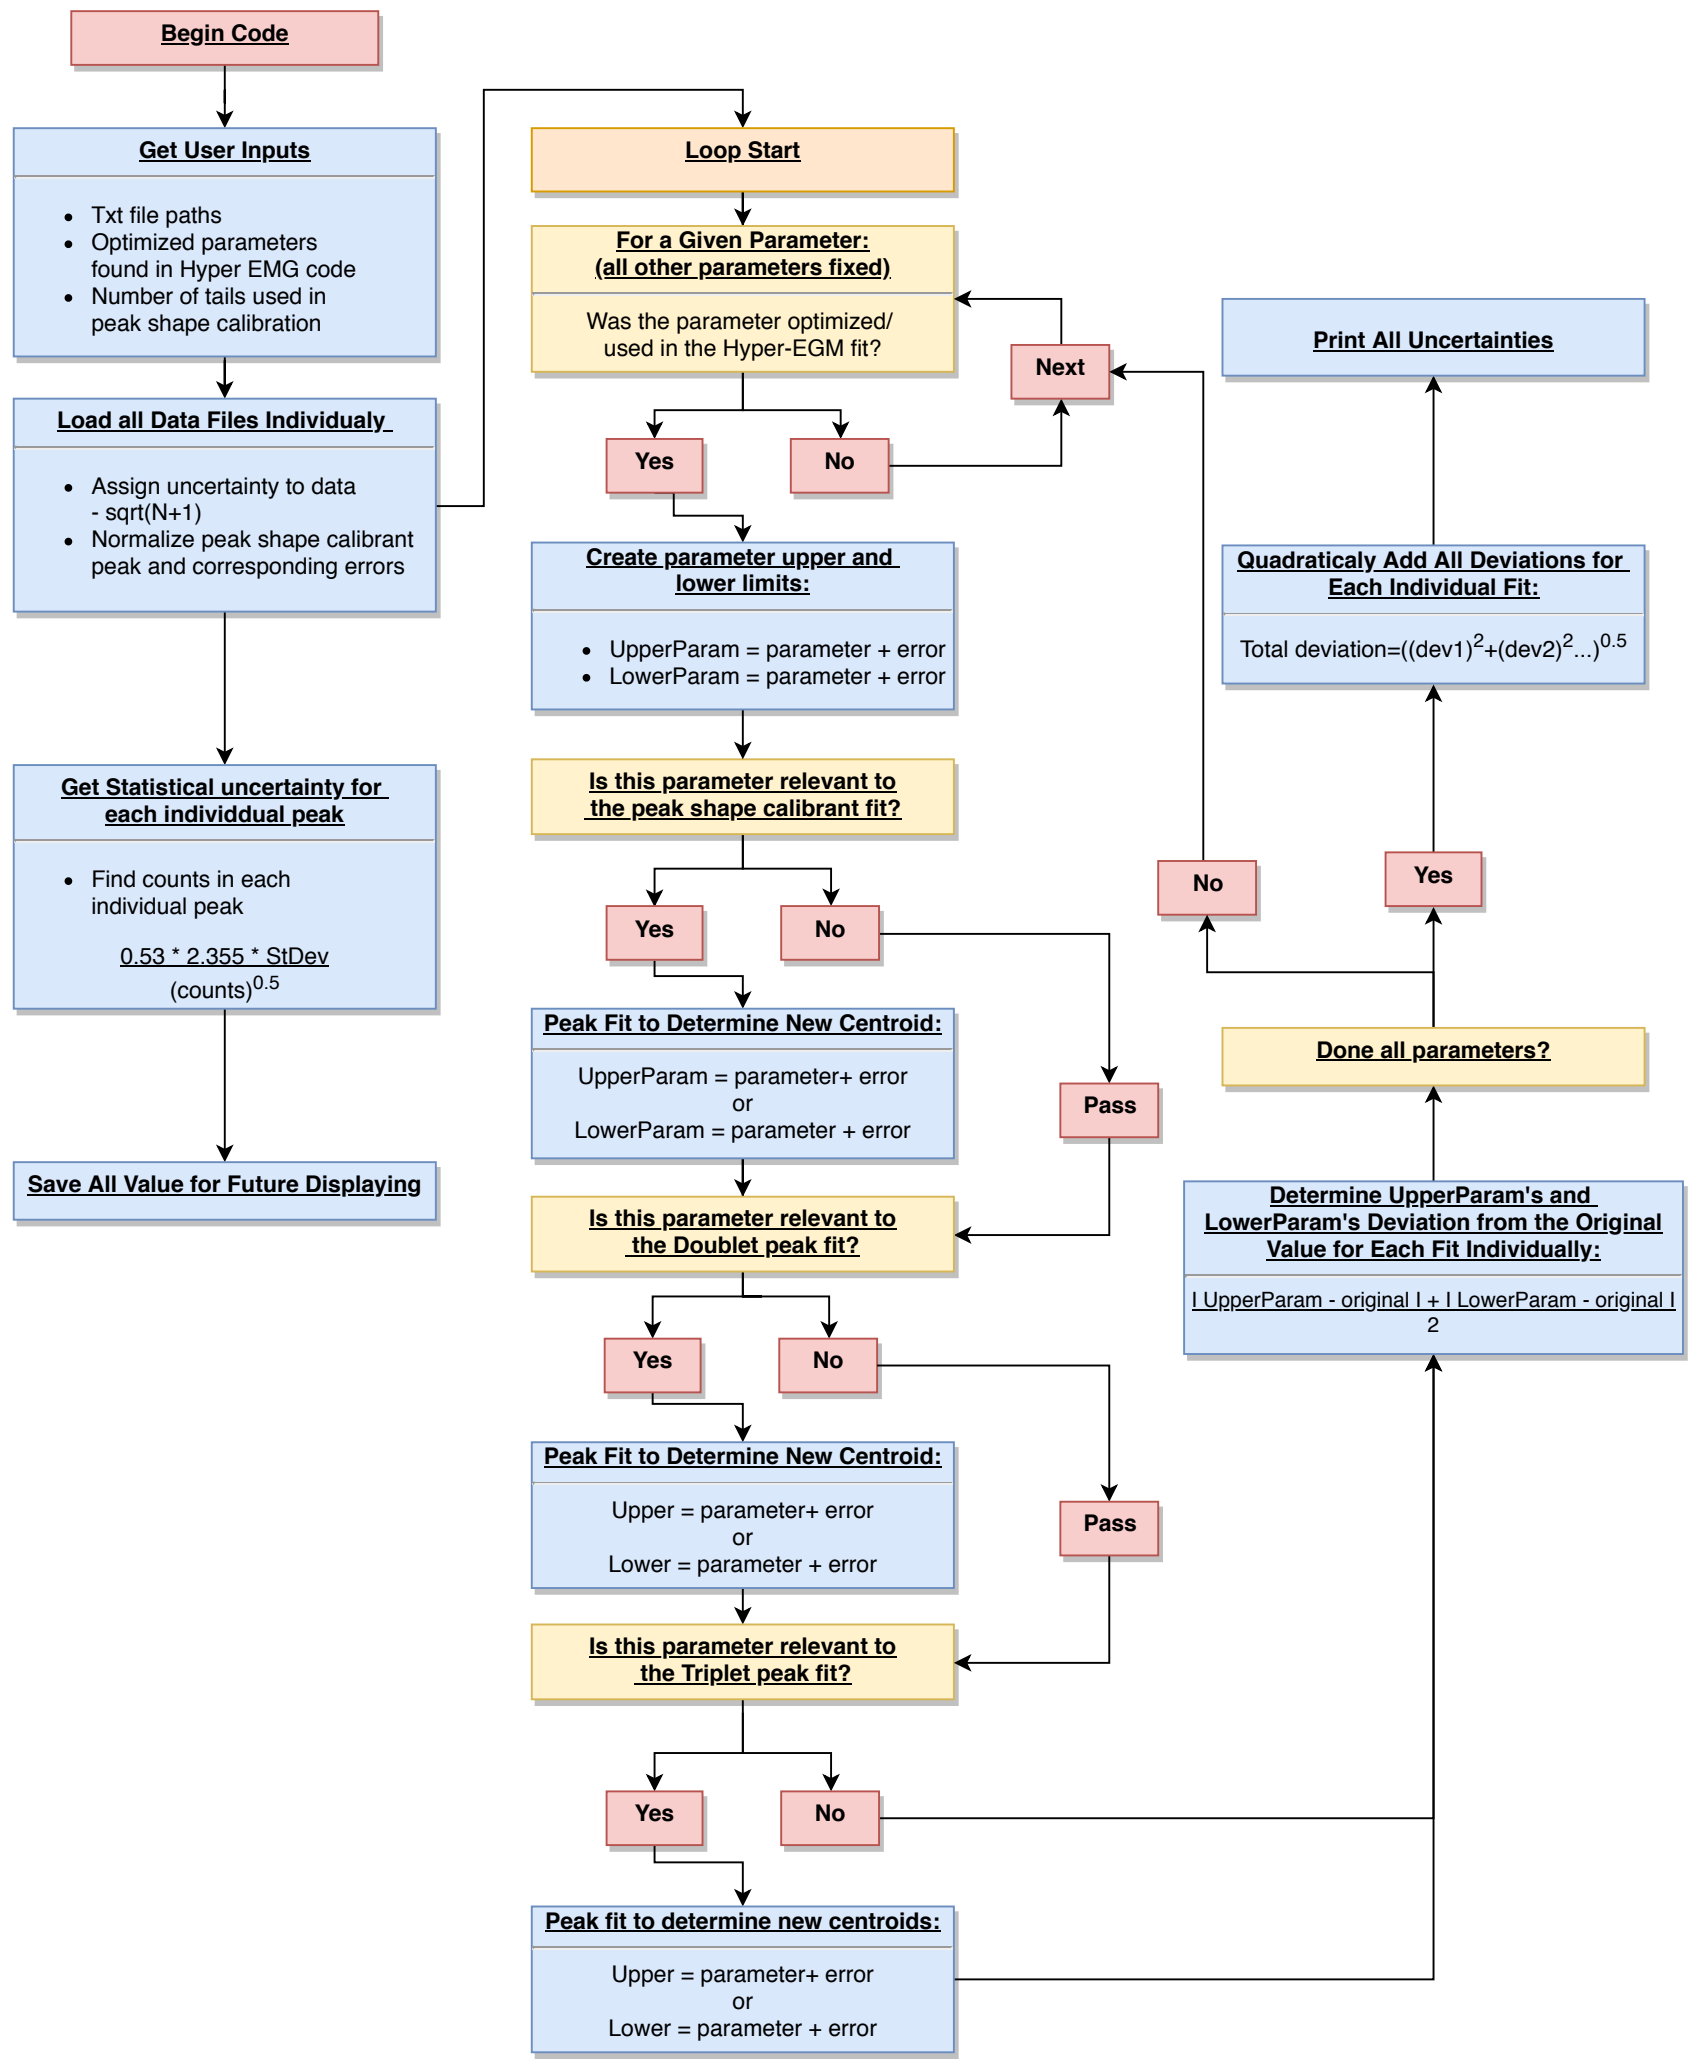 Begin Code
Get User Inputs
Txt file paths
Optimized parameters
found in Hyper EMG code
Number of tails used in
peak shape calibration
Load all Data Files Individualy
Assign uncertainty to data
- sqrt(N+1)
Normalize peak shape calibrant
peak and corresponding errors
Get Statistical uncertainty for
each individdual peak
Find counts in each
individual peak
0.53 * 2.355 * StDev
(counts)^0.5
Save All Value for Future Displaying
Loop Start
For a Given Parameter:
(all other parameters fixed)
Was the parameter optimized/
used in the Hyper-EGM fit?
Next
Yes
No
Create parameter upper and
lower limits:
UpperParam = parameter + error
LowerParam = parameter + error
Is this parameter relevant to
the peak shape calibrant fit?
Yes
No
Peak Fit to Determine New Centroid:
UpperParam = parameter+ error
or
LowerParam = parameter + error
Pass
Is this parameter relevant to
the Doublet peak fit?
Yes
No
Peak Fit to Determine New Centroid:
Upper = parameter+ error
or
Lower = parameter + error
Pass
Is this parameter relevant to
the Triplet peak fit?
Yes
No
Peak fit to determine new centroids:
Upper = parameter+ error
or
Lower = parameter + error
Print All Uncertainties
Quadraticaly Add All Deviations for
Each Individual Fit:
Total deviation=((dev1)^2+(dev2)^2...)^0.5
No
Yes
Done all parameters?
Determine UpperParam's and
LowerParam's Deviation from the Original
Value for Each Fit Individually:
I UpperParam - original I + I LowerParam - original I
2